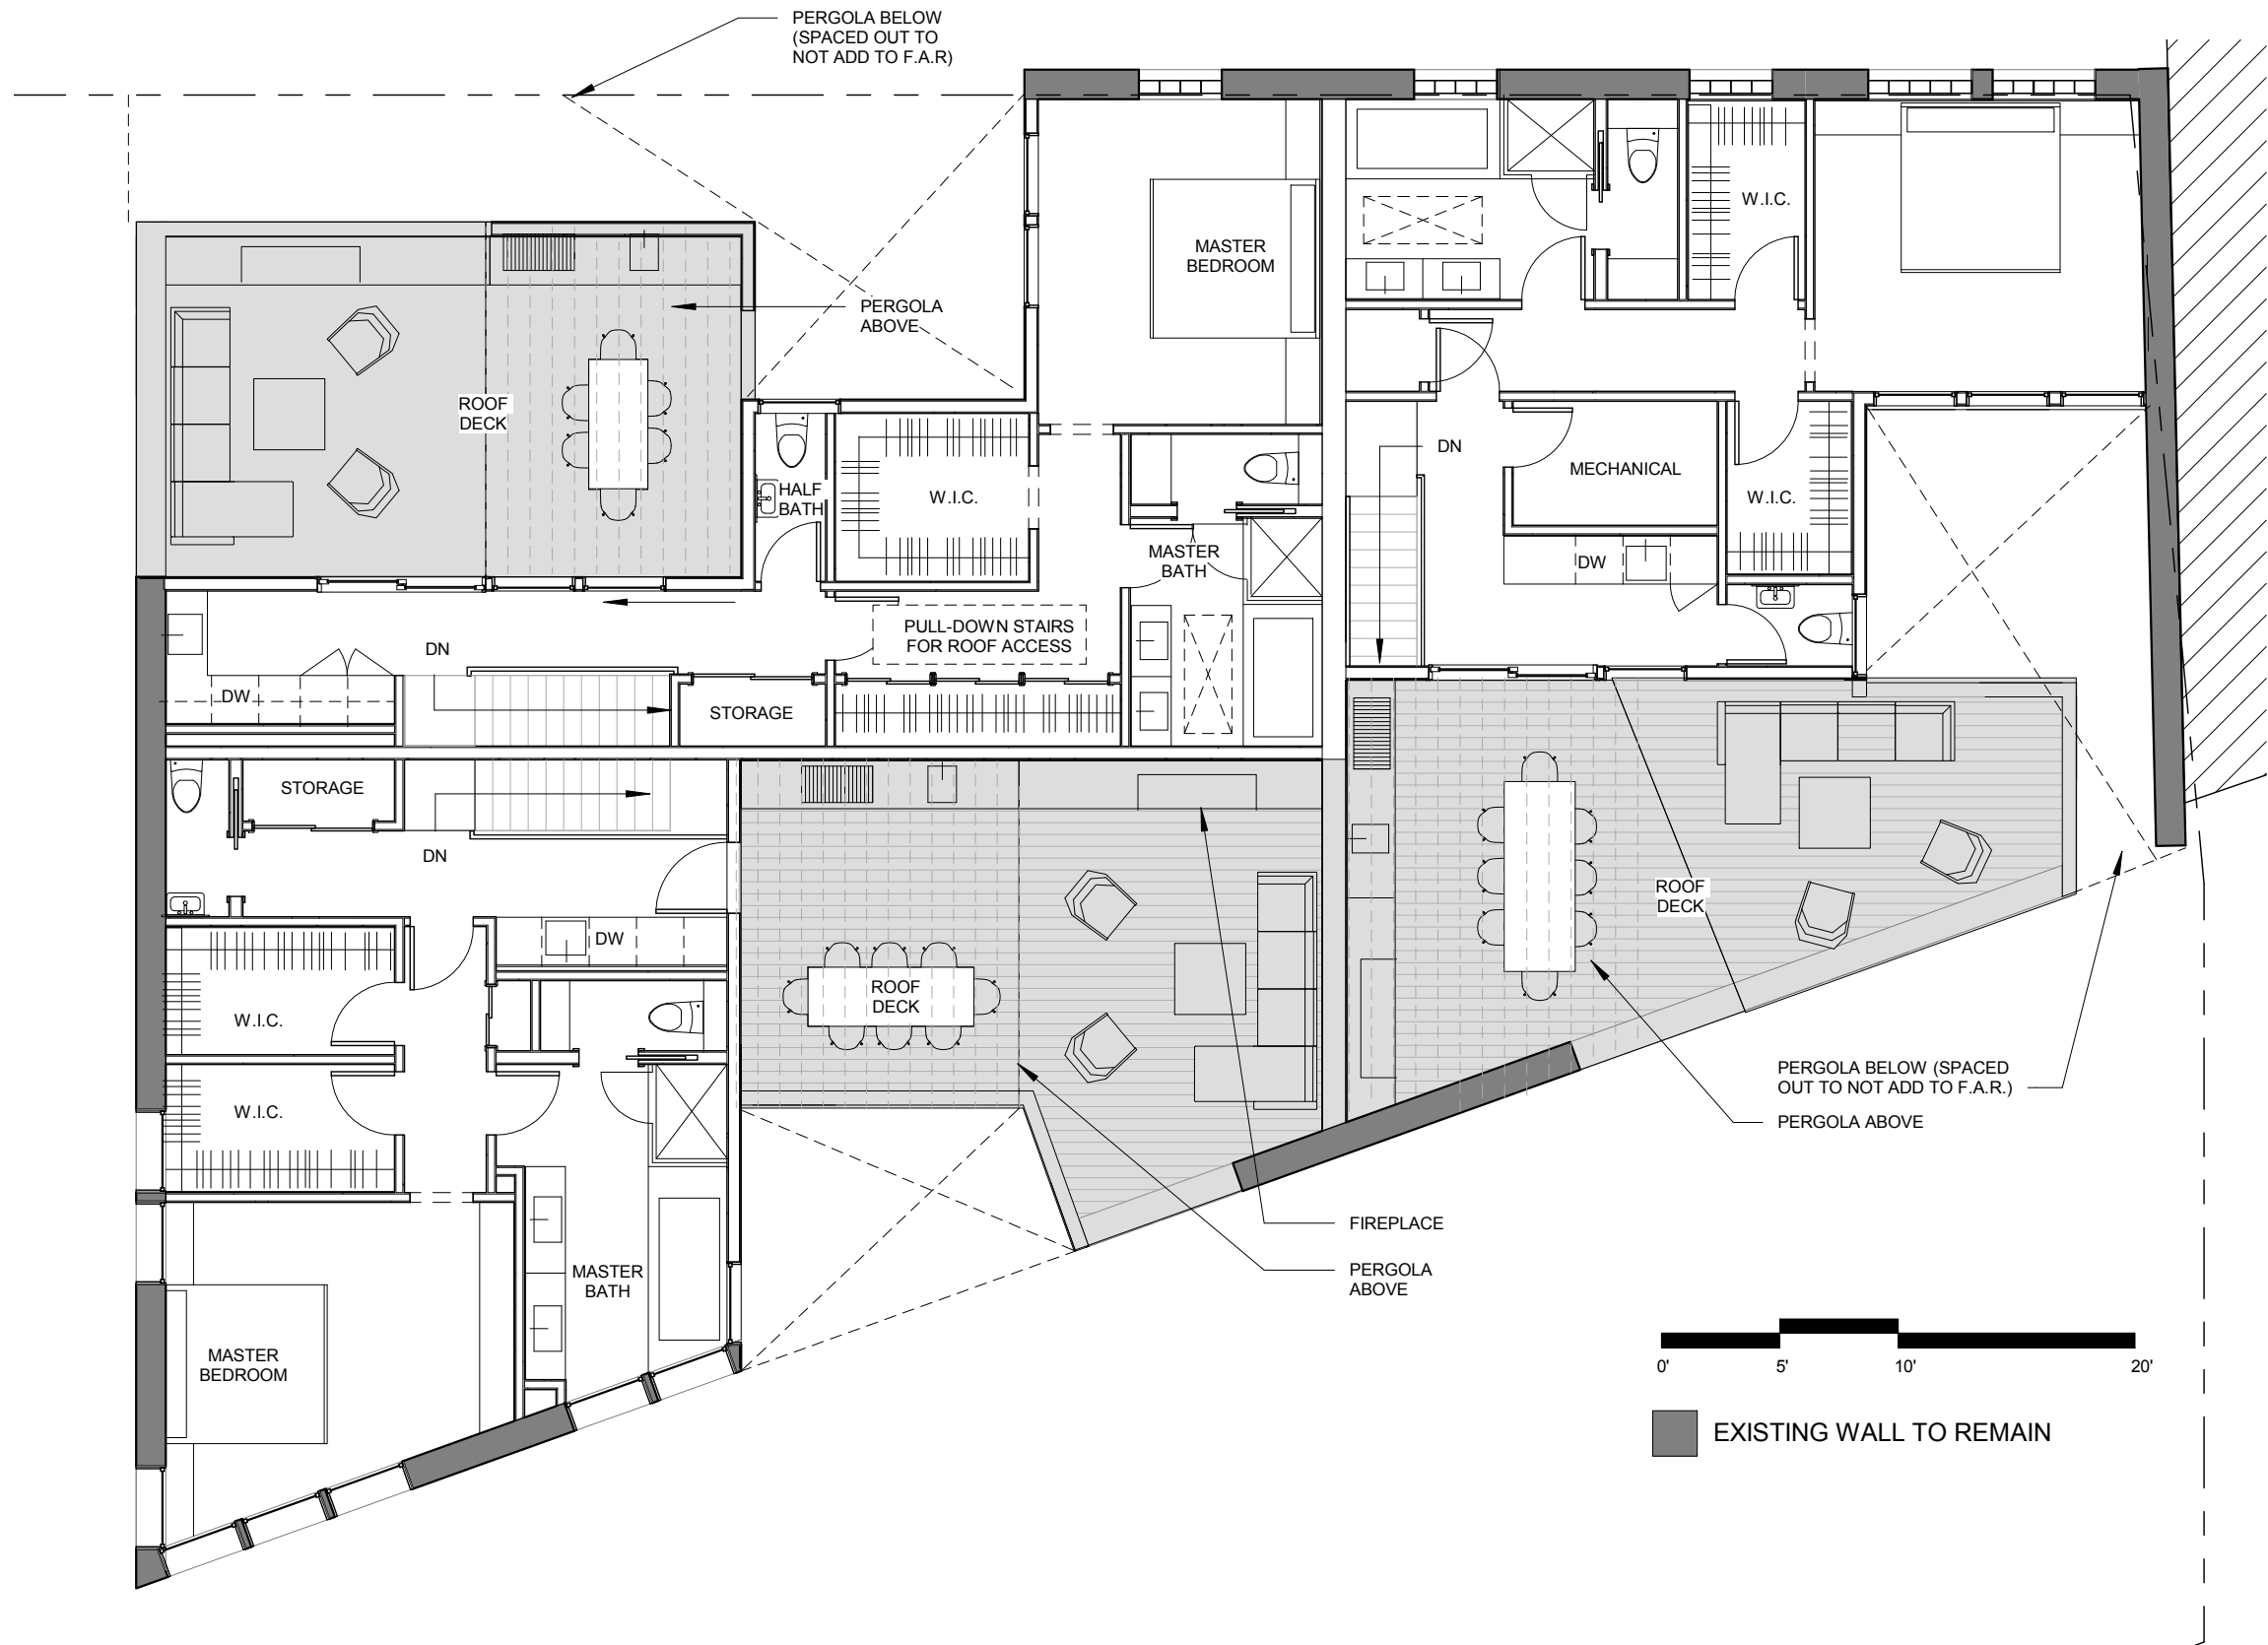 PERGOLA BELOW
(SPACED OUT TO
NOT ADD TO F.A.R)
W.I.C.
MASTER
BEDROOM
PERGOLA
ABOVE
ROOF
DECK
DN
MECHANICAL
HALF
BATH
W.I.C.
W.I.C.
MASTER
BATH
DW
PULL-DOWN STAIRS
FOR ROOF ACCESS
DN
DW
STORAGE
STORAGE
DN
ROOF
DECK
DW
ROOF
DECK
W.I.C.
PERGOLA BELOW (SPACED
OUT TO NOT ADD TO F.A.R.)
W.I.C.
PERGOLA ABOVE
FIREPLACE
MASTER
BATH
PERGOLA
ABOVE
MASTER
BEDROOM
0' 5' 10' 20'
EXISTING WALL TO REMAIN